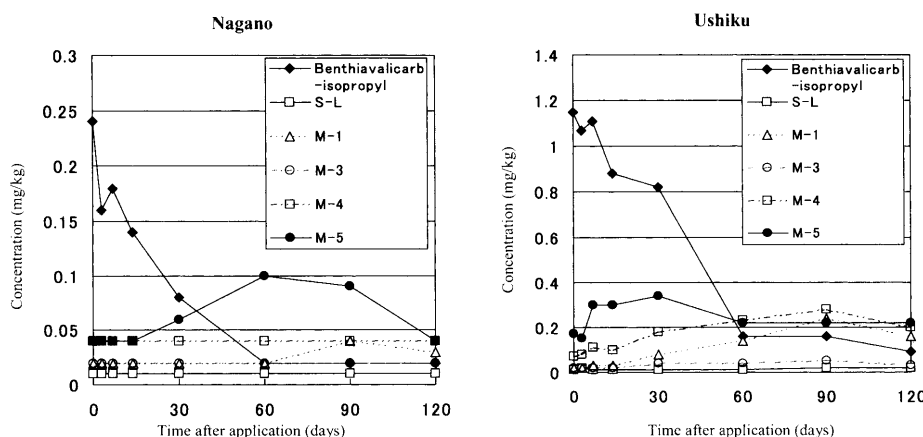 Nagano
0.3
0.25
0.2
0.15
0.1
0.05
0
Concentration (mg/kg)
Benthiavalicarb
-isopropyl
S-L
M-1
M-3
M-4
M-5
0 30 60 90 120
Time after application (days)
Ushiku
1.4
1.2
1
0.8
0.6
0.4
0.2
0
Concentration (mg/kg)
Benthiavalicarb
-isopropyl
S-L
M-1
M-3
M-4
M-5
0 30 60 90 120
Time after application (days)